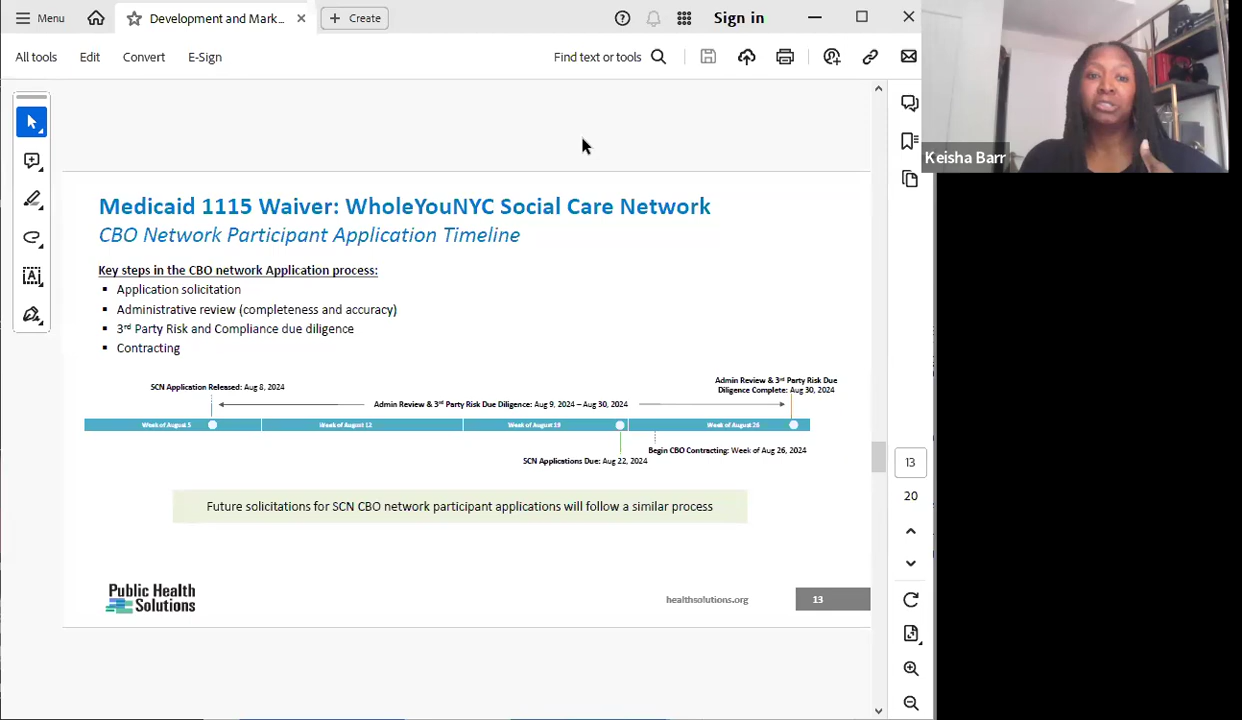 Menu
Development and Mark...
Create
Sign in
All tools
Edit
Convert
E-Sign
Find text or tools
Keisha Barr
Medicaid 1115 Waiver: WholeYouNYC Social Care Network
CBO Network Participant Application Timeline
Key steps in the CBO network Application process:
▪ Application solicitation
▪ Administrative review (completeness and accuracy)
▪ 3rd Party Risk and Compliance due diligence
▪ Contracting
SCN Application Released: Aug 8, 2024
Admin Review & 3rd Party Risk Due
Diligence Complete: Aug 30, 2024
Admin Review & 3rd Party Risk Due Diligence: Aug 9, 2024 – Aug 30, 2024
Week of August 5
Week of August 12
Week of August 19
Week of August 26
Begin CBO Contracting: Week of Aug 26, 2024
SCN Applications Due: Aug 22, 2024
Future solicitations for SCN CBO network participant applications will follow a similar process
Public Health
Solutions
healthsolutions.org
13
13
20